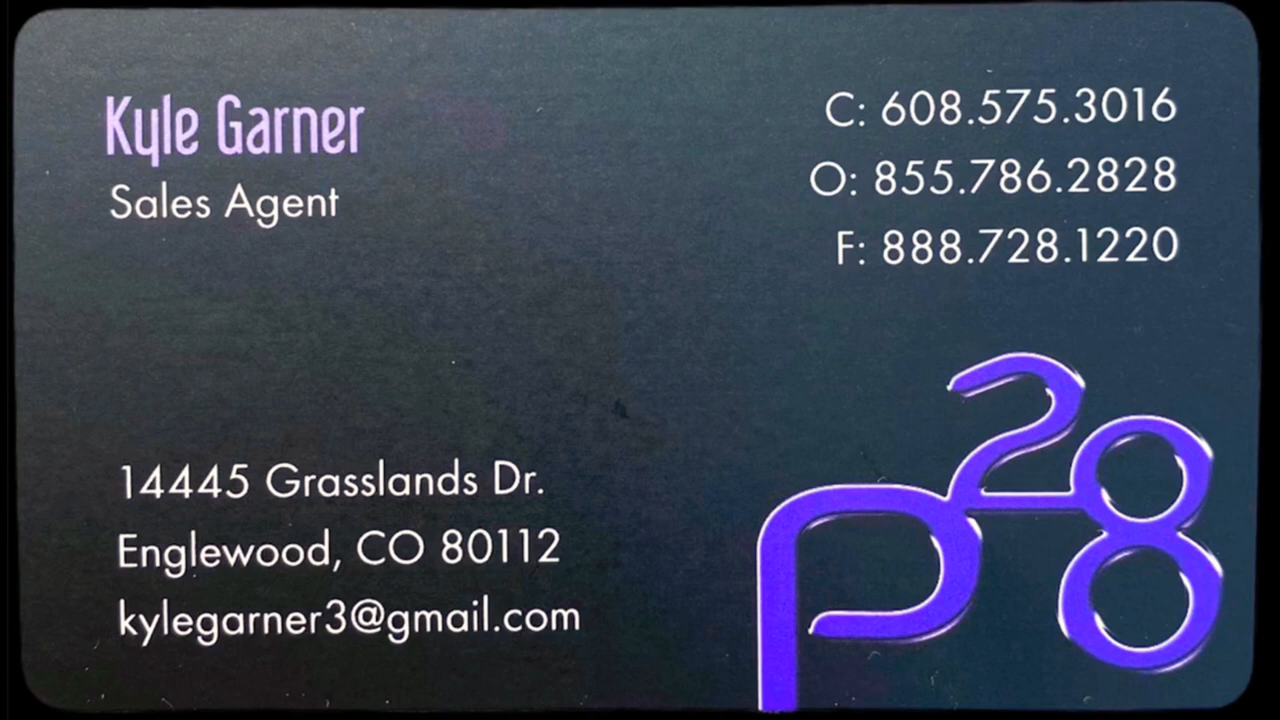 Kyle Garner
Sales Agent
C: 608.575.3016
O: 855.786.2828
F: 888.728.1220
14445 Grasslands Dr.
Englewood, CO 80112
kylegarner3@gmail.com
p28